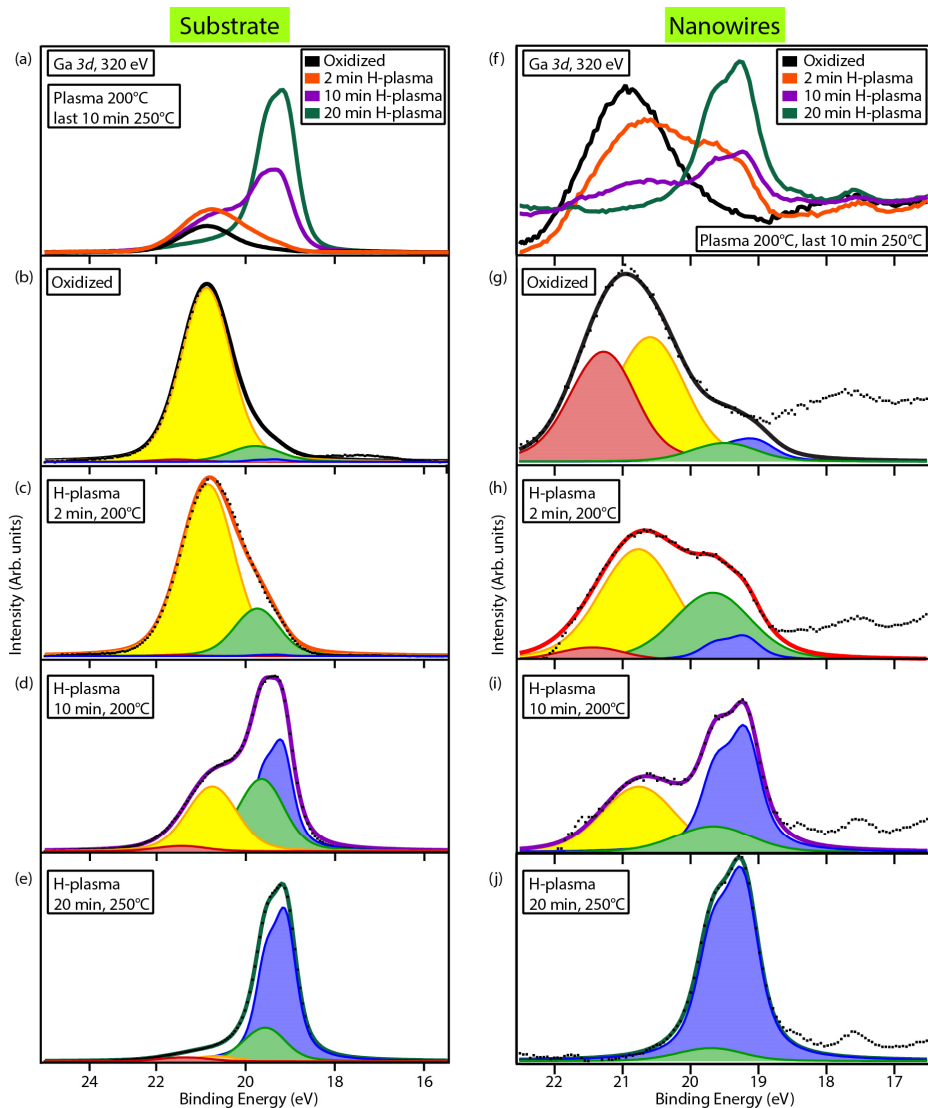 Substrate
Nanowires
(a)
Ga 3d, 320 eV
Plasma 200°C
last 10 min 250°C
Oxidized
2 min H-plasma
10 min H-plasma
20 min H-plasma
(f)
Ga 3d, 320 eV
Oxidized
2 min H-plasma
10 min H-plasma
20 min H-plasma
Plasma 200°C, last 10 min 250°C
(b)
Oxidized
(g)
Oxidized
(c)
H-plasma
2 min, 200°C
(h)
H-plasma
2 min, 200°C
Intensity (Arb. units)
Intensity (Arb. units)
(d)
H-plasma
10 min, 200°C
(i)
H-plasma
10 min, 200°C
(e)
H-plasma
20 min, 250°C
(j)
H-plasma
20 min, 250°C
24 22 20 18 16
22 21 20 19 18 17
Binding Energy (eV)
Binding Energy (eV)